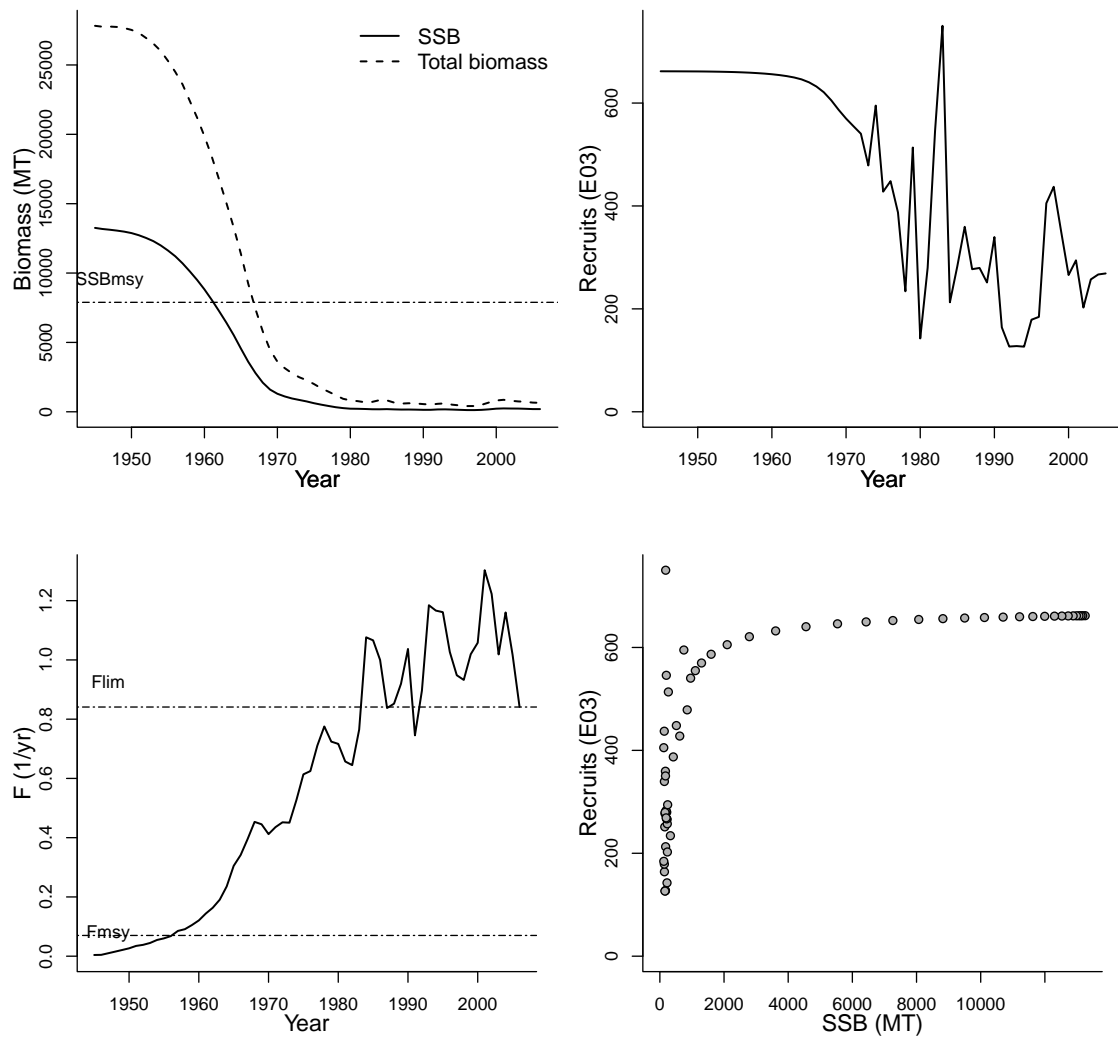 SSB
Total biomass
Biomass (MT)
25000
20000
15000
10000
5000
0
SSBmsy
1950 1960 1970 1980 1990 2000
Year
Recruits (E03)
600
400
200
0
1950 1960 1970 1980 1990 2000
Year
F (1/yr)
1.2
1.0
0.8
0.6
0.4
0.2
0.0
Flim
Fmsy
1950 1960 1970 1980 1990 2000
Year
Recruits (E03)
600
400
200
0
0 2000 4000 6000 8000 10000
SSB (MT)